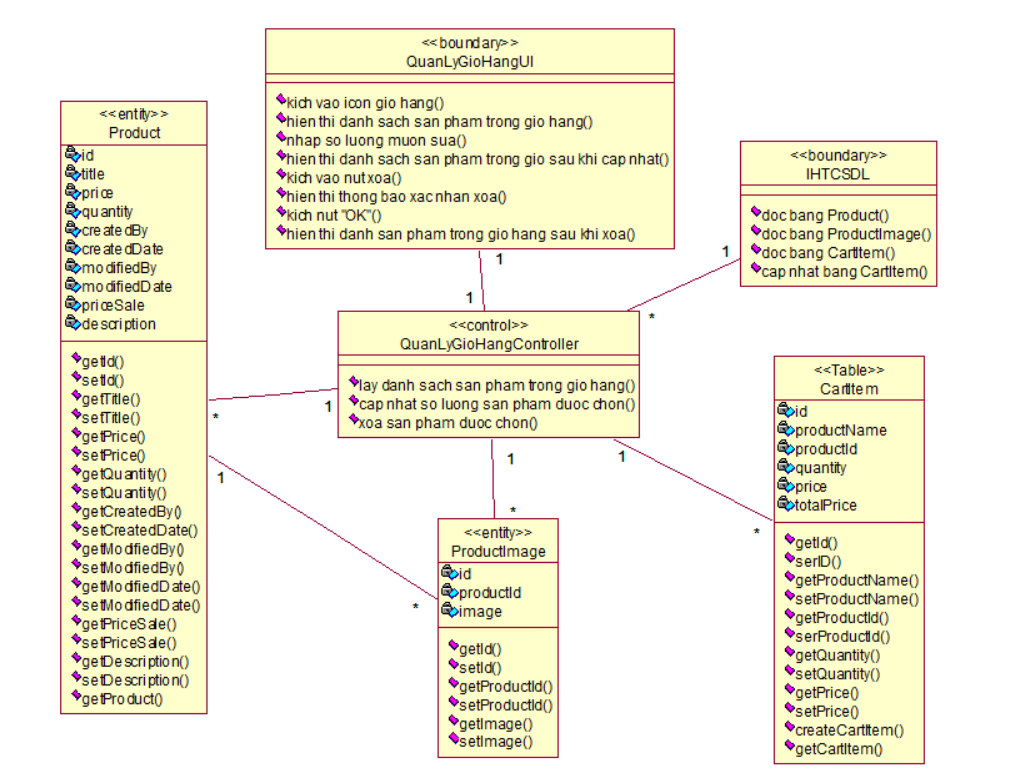 <<boundary>>
QuanLyGioHangUI
kich vao icon gio hang()
hien thi danh sach san pham trong gio hang()
nhap so luong muon sua()
hien thi danh sach san pham trong gio sau khi cap nhat()
kich vao nut xoa()
hien thi thong bao xac nhan xoa()
kich nut "OK"()
hien thi danh san pham trong gio hang sau khi xoa()
<<entity>>
Product
id
title
price
quantity
createdBy
createdDate
modifiedBy
modifiedDate
priceSale
description
getId()
setId()
getTitle()
setTitle()
getPrice()
setPrice()
getQuantity()
setQuantity()
getCreatedBy()
setCreatedDate()
getModifiedBy()
setModifiedBy()
getModifiedDate()
setModifiedDate()
getPriceSale()
setPriceSale()
getDescription()
setDescription()
getProduct()
<<boundary>>
IHTCSDL
doc bang Product()
doc bang ProductImage()
doc bang CartItem()
cap nhat bang CartItem()
1
1
1
*
<<control>>
QuanLyGioHangController
lay danh sach san pham trong gio hang()
cap nhat so luong san pham duoc chon()
xoa san pham duoc chon()
1
*
1
*
1
*
1
*
<<entity>>
ProductImage
id
productId
image
getId()
setId()
getProductId()
setProductId()
getImage()
setImage()
<<Table>>
CartItem
id
productName
productId
quantity
price
totalPrice
getId()
serID()
getProductName()
setProductName()
getProductId()
serProductId()
getQuantity()
setQuantity()
getPrice()
setPrice()
createCartItem()
getCartItem()